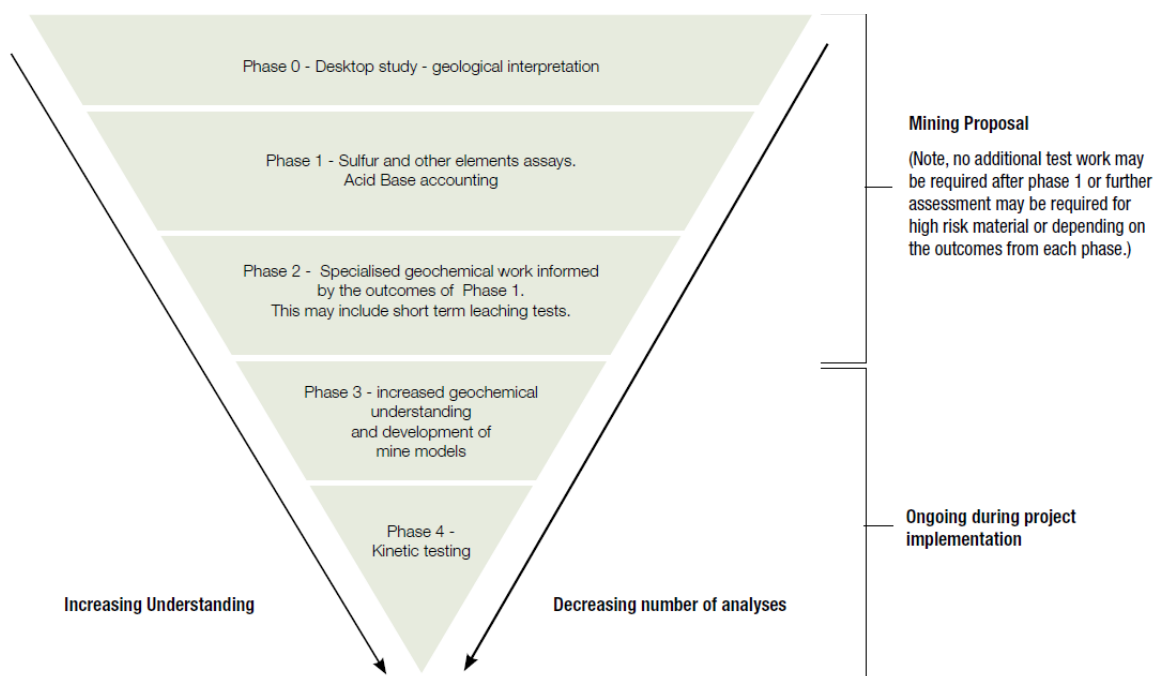 Phase 0 - Desktop study - geological interpretation
Phase 1 - Sulfur and other elements assays.
Acid Base accounting
Phase 2 - Specialised geochemical work informed
by the outcomes of Phase 1.
This may include short term leaching tests.
Phase 3 - increased geochemical
understanding
and development of
mine models
Phase 4 -
Kinetic testing
Increasing Understanding
Decreasing number of analyses
Mining Proposal
(Note, no additional test work may
be required after phase 1 or further
assessment may be required for
high risk material or depending on
the outcomes from each phase.)
Ongoing during project
implementation